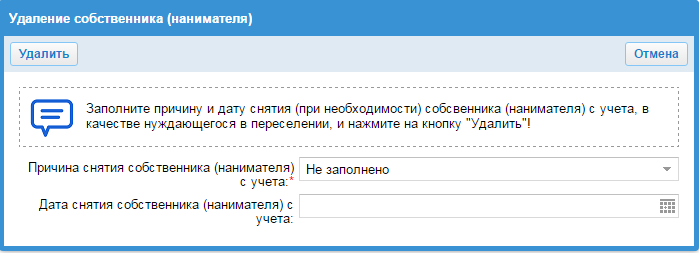 Удаление собственника (нанимателя)
Удалить
Отмена
Заполните причину и дату снятия (при необходимости) собсвенника (нанимателя) с учета, в
качестве нуждающегося в переселении, и нажмите на кнопку "Удалить"!
Причина снятия собственника (нанимателя)
с учета:*
Не заполнено
Дата снятия собственника (нанимателя) с
учета: